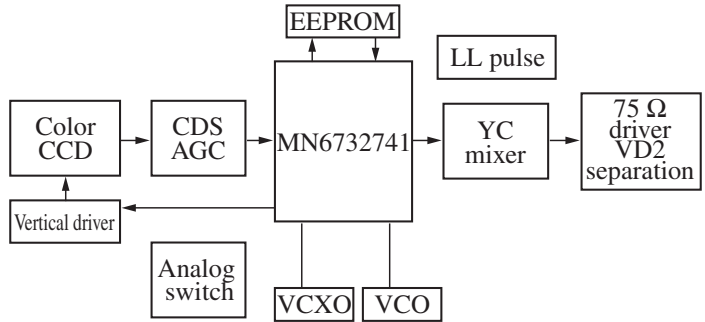 EEPROM
LL pulse
Color
CCD
CDS
AGC
MN6732741
YC
mixer
75 Ω
driver
VD2
separation
Vertical driver
Analog
switch
VCXO
VCO